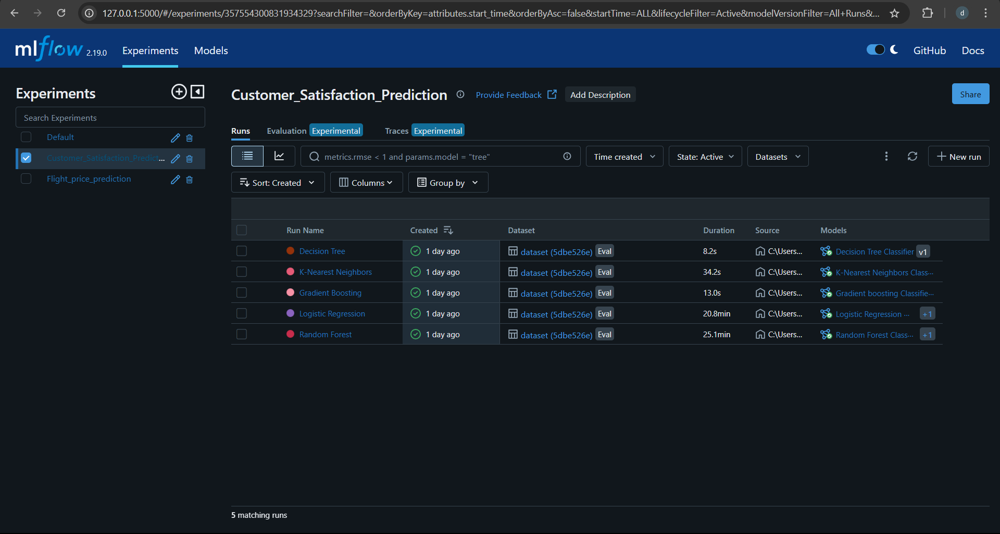 127.0.0.1:5000/#/experiments/357554300831934329?searchFilter=&orderByKey=attributes.start_time&orderByAsc=false&startTime=ALL&lifecycleFilter=Active&modelVersionFilter=All+Runs&...
d
mlflow 2.19.0 Experiments Models GitHub Docs
Experiments
Search Experiments
Default
Customer_Satisfaction_Predict...
Flight_price_prediction
Customer_Satisfaction_Prediction Provide Feedback Add Description Share
Runs Evaluation Experimental Traces Experimental
metrics.rmse < 1 and params.model = "tree" Time created State: Active Datasets New run
Sort: Created Columns Group by
Run Name Created Dataset Duration Source Models
Decision Tree 1 day ago dataset (5dbe526e) Eval 8.2s C:\Users... Decision Tree Classifier v1
K-Nearest Neighbors 1 day ago dataset (5dbe526e) Eval 34.2s C:\Users... K-Nearest Neighbors Class...
Gradient Boosting 1 day ago dataset (5dbe526e) Eval 13.0s C:\Users... Gradient boosting Classifie...
Logistic Regression 1 day ago dataset (5dbe526e) Eval 20.8min C:\Users... Logistic Regression ... +1
Random Forest 1 day ago dataset (5dbe526e) Eval 25.1min C:\Users... Random Forest Class... +1
5 matching runs